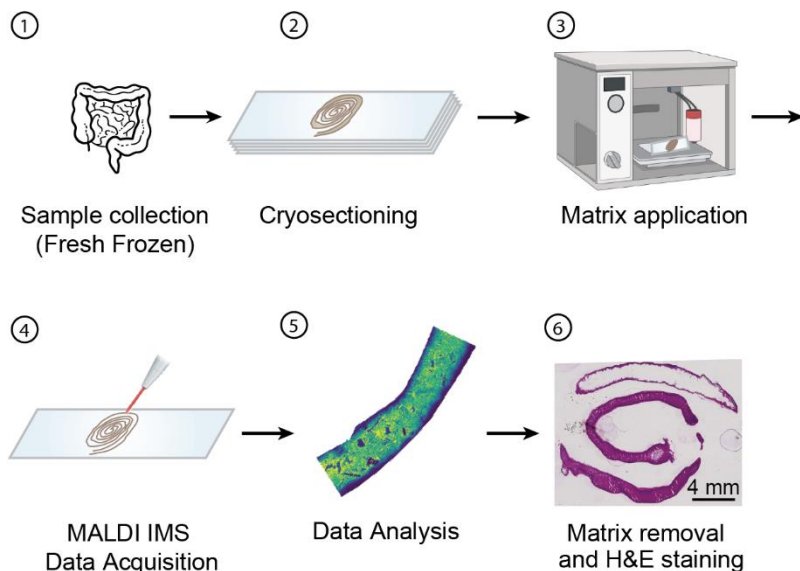 ① ② ③
Sample collection
(Fresh Frozen)
Cryosectioning
Matrix application
④ ⑤ ⑥
4 mm
MALDI IMS
Data Acquisition
Data Analysis
Matrix removal
and H&E staining